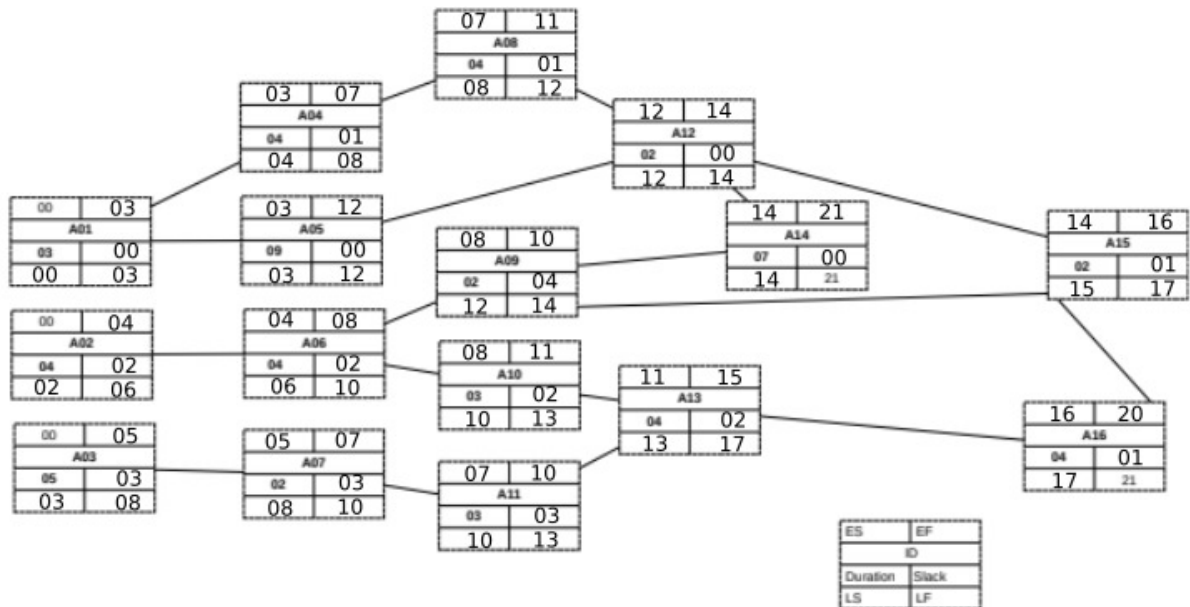 07 11
A08
04 01
08 12
03 07
A04
04 01
04 08
12 14
A12
02 00
12 14
00 03
A01
03 00
00 03
03 12
A05
09 00
03 12
14 21
A14
07 00
14 21
14 16
A15
02 01
15 17
08 10
A09
02 04
12 14
00 04
A02
04 02
02 06
04 08
A06
04 02
06 10
08 11
A10
03 02
10 13
11 15
A13
04 02
13 17
16 20
A16
04 01
17 21
00 05
A03
05 03
03 08
05 07
A07
02 03
08 10
07 10
A11
03 03
10 13
ES EF
ID
Duration Slack
LS LF